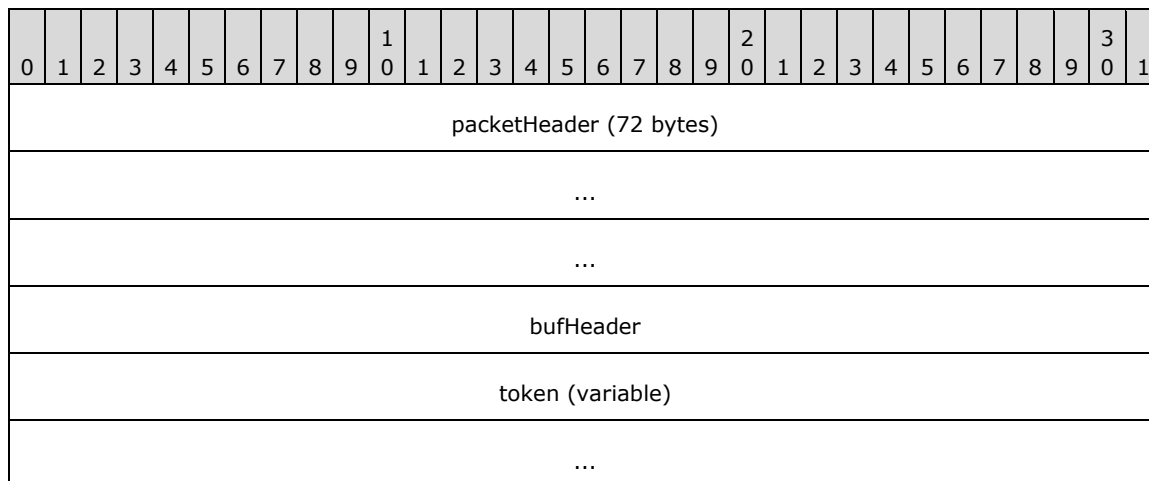 1 2 3
0 1 2 3 4 5 6 7 8 9 0 1 2 3 4 5 6 7 8 9 0 1 2 3 4 5 6 7 8 9 0 1
packetHeader (72 bytes)
...
...
bufHeader
token (variable)
...